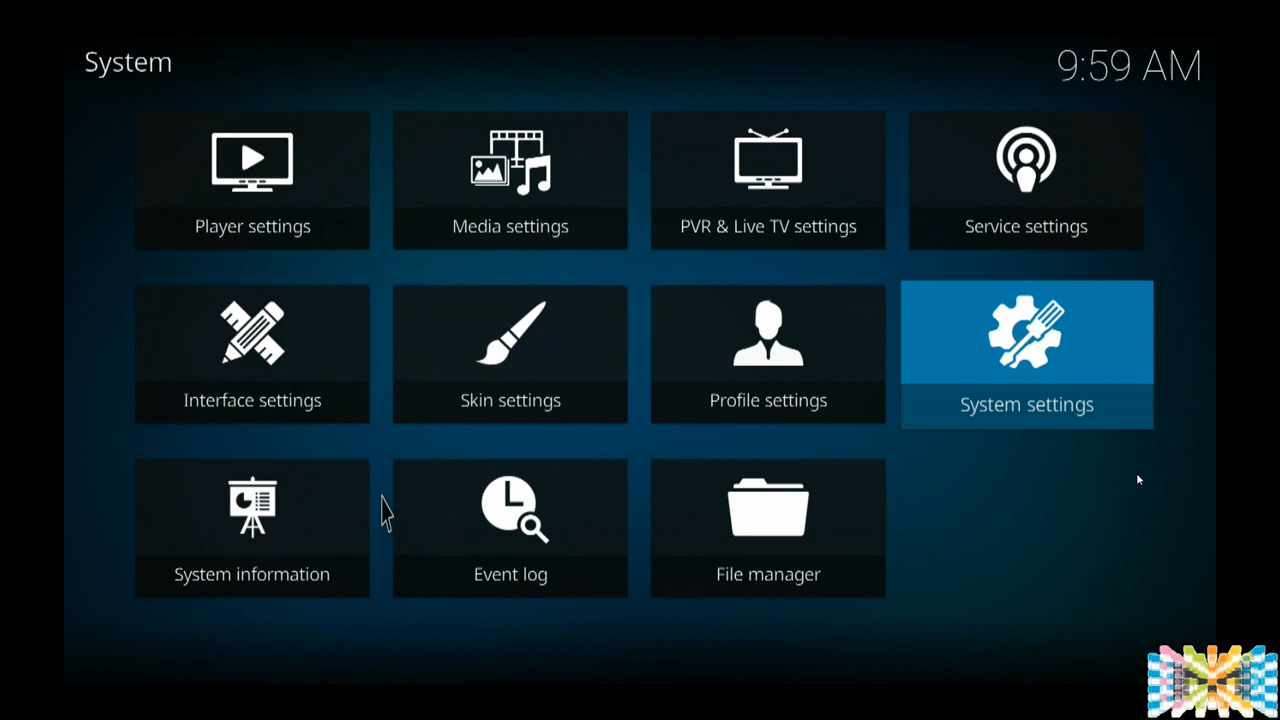 System
9:59 AM
Player settings
Media settings
PVR & Live TV settings
Service settings
Interface settings
Skin settings
Profile settings
System settings
System information
Event log
File manager